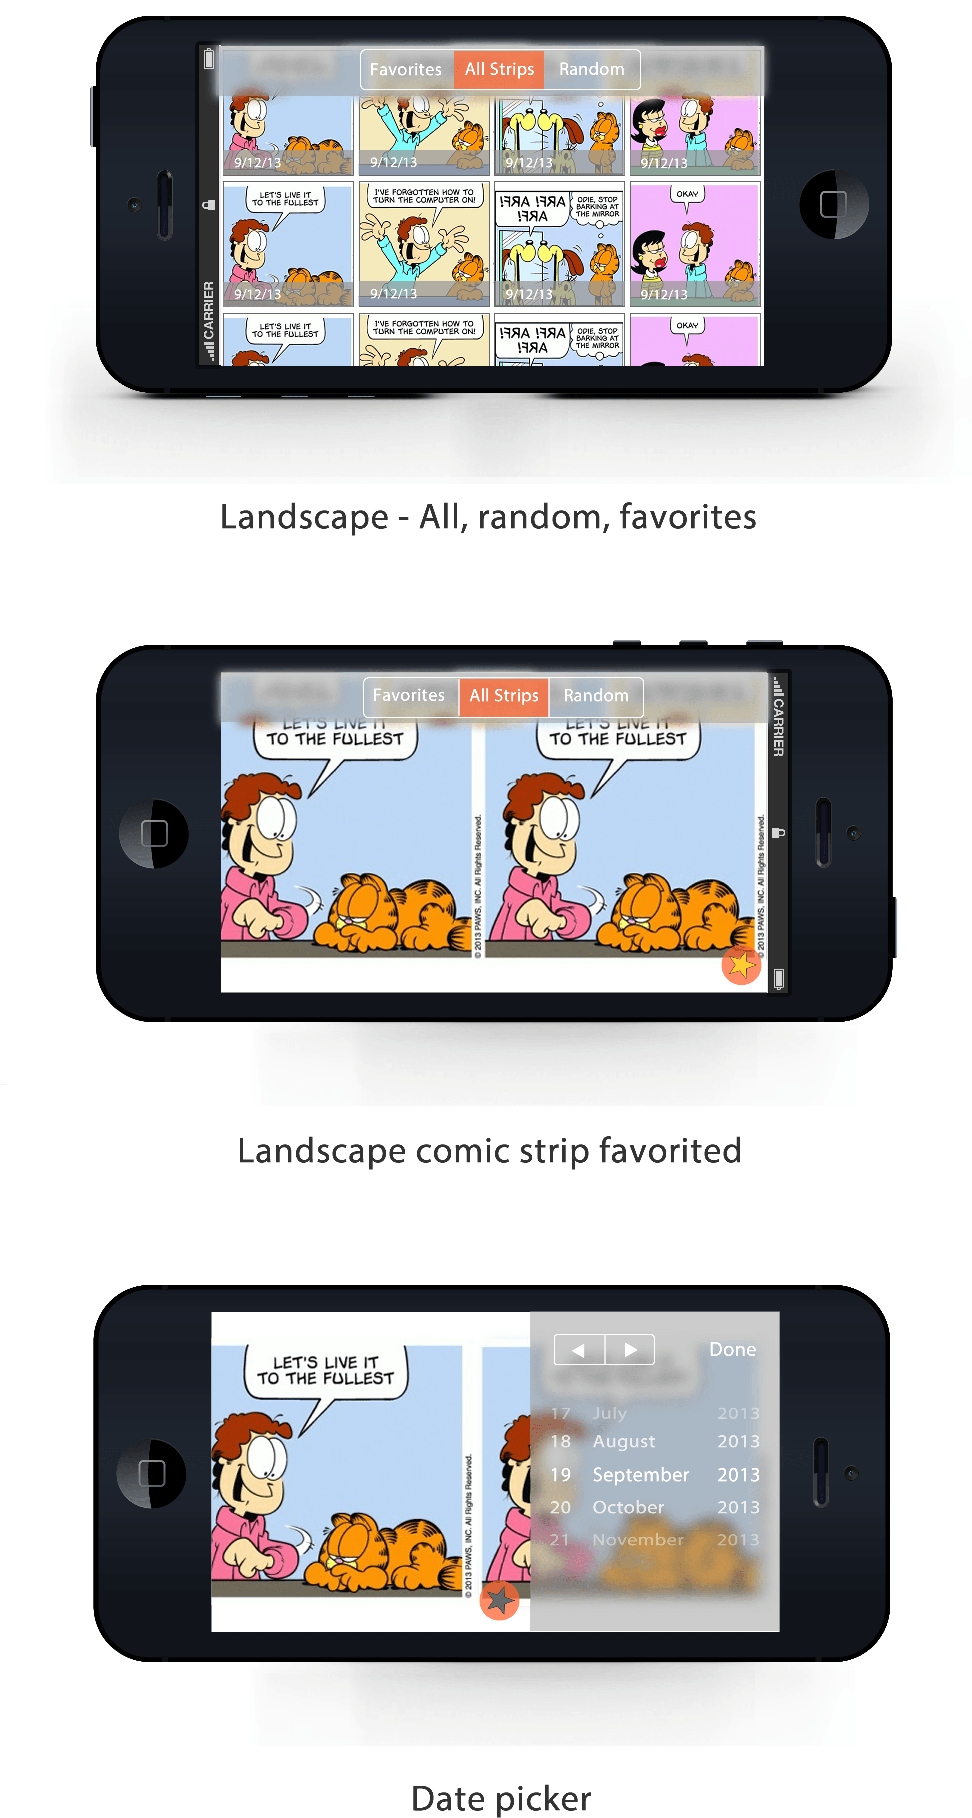 Favorites All Strips Random
9/12/13 9/12/13 9/12/13 9/12/13
LET'S LIVE IT
TO THE FULLEST
I'VE FORGOTTEN HOW TO
TURN THE COMPUTER ON!
ARF! ARF!
ARF!
ODIE, STOP
BARKING AT
THE MIRROR
OKAY
9/12/13 9/12/13 9/12/13 9/12/13
LET'S LIVE IT
TO THE FULLEST
I'VE FORGOTTEN HOW TO
TURN THE COMPUTER ON!
ARF! ARF!
ARF!
ODIE, STOP
BARKING AT
THE MIRROR
OKAY
CARRIER
Landscape - All, random, favorites
Favorites All Strips Random
LET'S LIVE IT
TO THE FULLEST
© 2013 PAWS, INC. All Rights Reserved.
LET'S LIVE IT
TO THE FULLEST
© 2013 PAWS, INC. All Rights Reserved.
CARRIER
Landscape comic strip favorited
LET'S LIVE IT
TO THE FULLEST
© 2013 PAWS, INC. All Rights Reserved.
Done
17 July 2013
18 August 2013
19 September 2013
20 October 2013
21 November 2013
Date picker